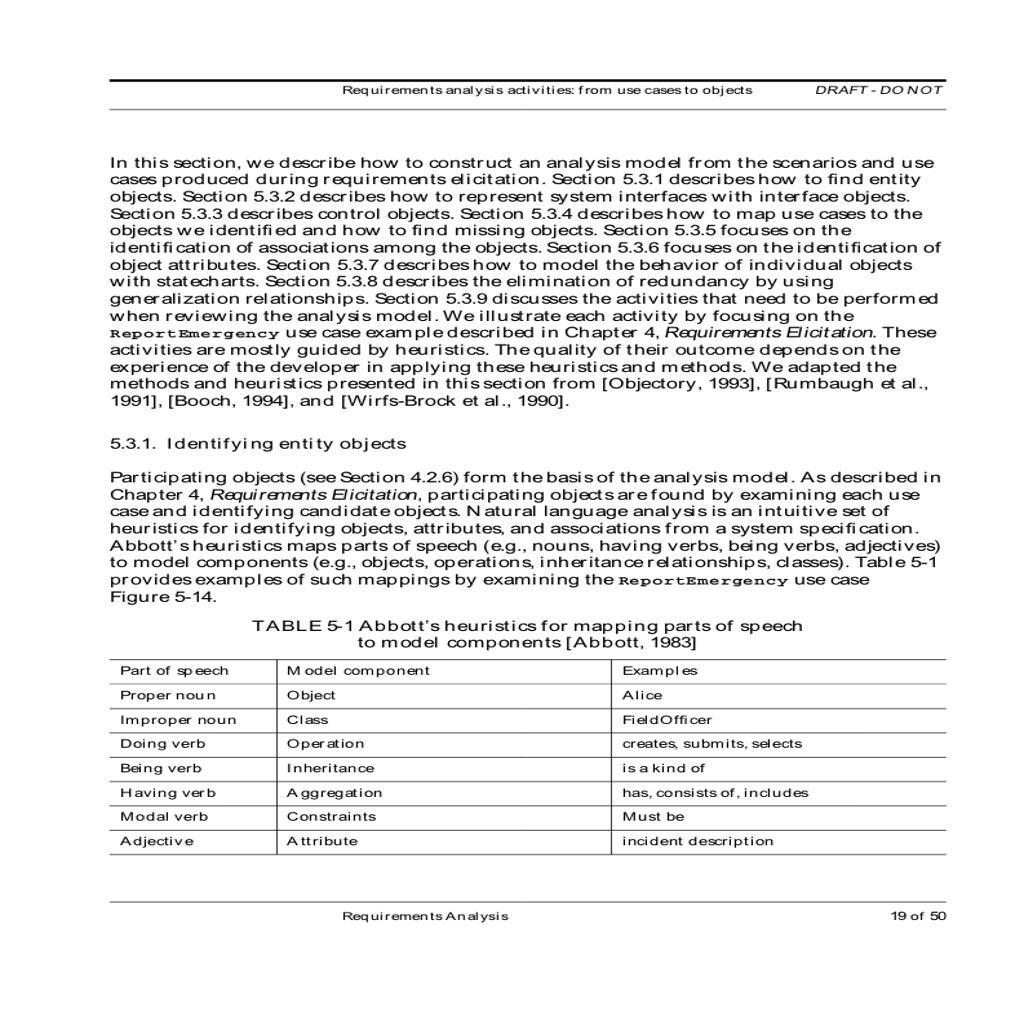 Requirements analysis activities: from use cases to objects DRAFT - DO NOT
In this section, we describe how to construct an analysis model from the scenarios and use
cases produced during requirements elicitation. Section 5.3.1 describes how to find entity
objects. Section 5.3.2 describes how to represent system interfaces with interface objects.
Section 5.3.3 describes control objects. Section 5.3.4 describes how to map use cases to the
objects we identified and how to find missing objects. Section 5.3.5 focuses on the
identification of associations among the objects. Section 5.3.6 focuses on the identification of
object attributes. Section 5.3.7 describes how to model the behavior of individual objects
with statecharts. Section 5.3.8 describes the elimination of redundancy by using
generalization relationships. Section 5.3.9 discusses the activities that need to be performed
when reviewing the analysis model. We illustrate each activity by focusing on the
ReportEmergency use case example described in Chapter 4, Requirements Elicitation. These
activities are mostly guided by heuristics. The quality of their outcome depends on the
experience of the developer in applying these heuristics and methods. We adapted the
methods and heuristics presented in this section from [Objectory, 1993], [Rumbaugh et al.,
1991], [Booch, 1994], and [Wirfs-Brock et al., 1990].
5.3.1. Identifying entity objects
Participating objects (see Section 4.2.6) form the basis of the analysis model. As described in
Chapter 4, Requirements Elicitation, participating objects are found by examining each use
case and identifying candidate objects. Natural language analysis is an intuitive set of
heuristics for identifying objects, attributes, and associations from a system specification.
Abbott's heuristics maps parts of speech (e.g., nouns, having verbs, being verbs, adjectives)
to model components (e.g., objects, operations, inheritance relationships, classes). Table 5-1
provides examples of such mappings by examining the ReportEmergency use case
Figure 5-14.
TABLE 5-1 Abbott's heuristics for mapping parts of speech
to model components [Abbott, 1983]
Part of speech Model component Examples
Proper noun Object Alice
Improper noun Class FieldOfficer
Doing verb Operation creates, submits, selects
Being verb Inheritance is a kind of
Having verb Aggregation has, consists of, includes
Modal verb Constraints Must be
Adjective Attribute incident description
Requirements Analysis 19 of 50